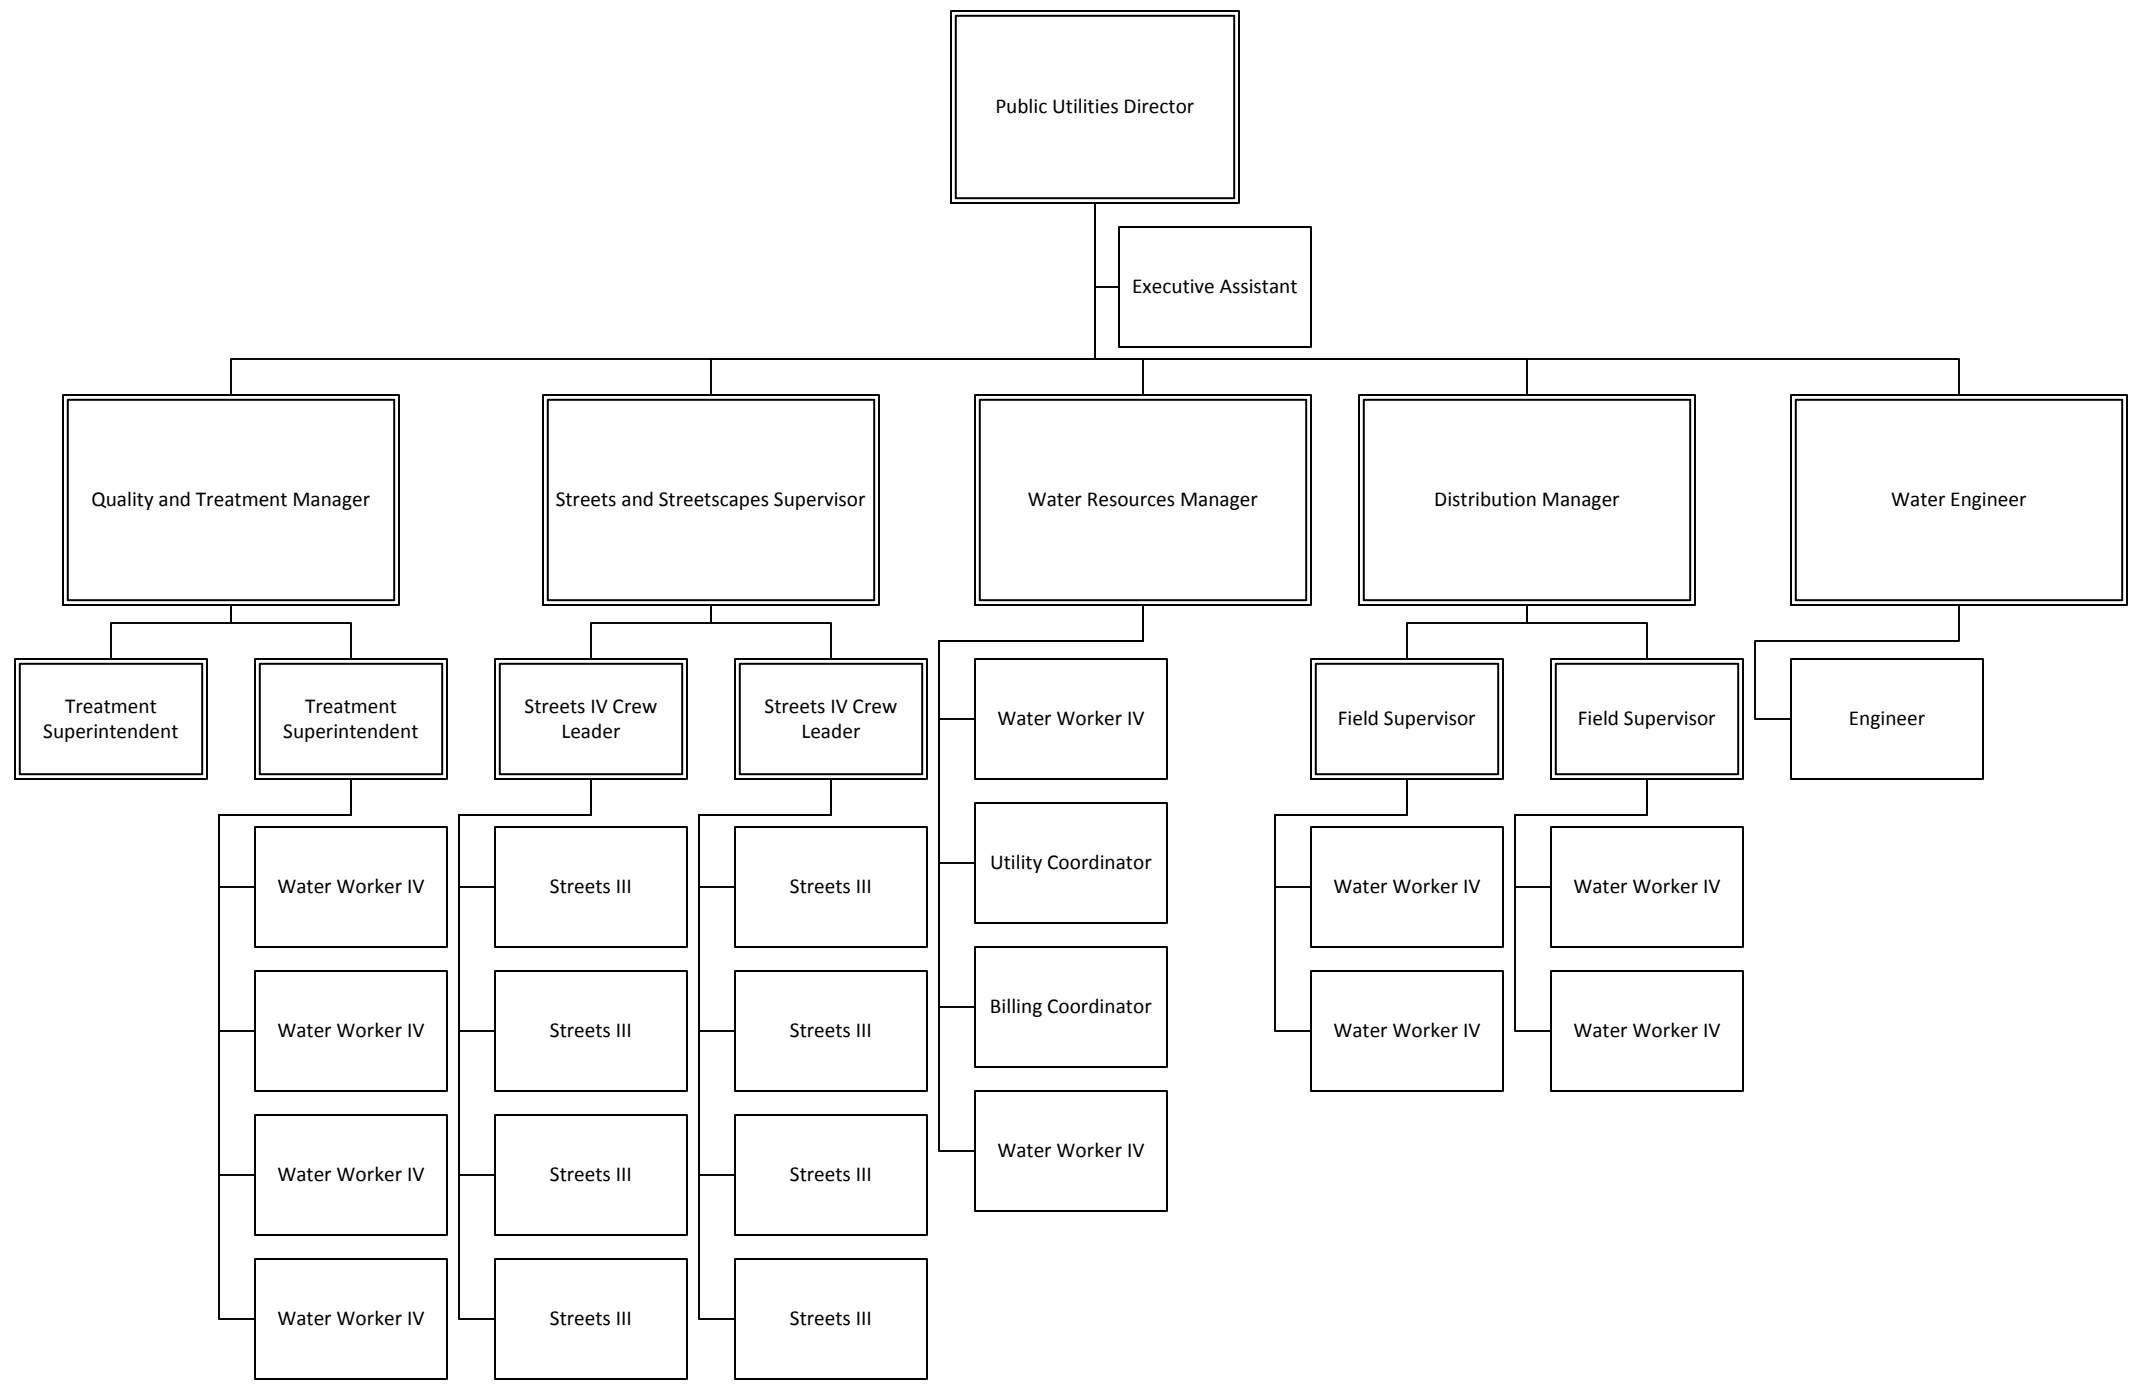 Public Utilities Director
Executive Assistant
Quality and Treatment Manager
Streets and Streetscapes Supervisor
Water Resources Manager
Distribution Manager
Water Engineer
Treatment
Superintendent
Treatment
Superintendent
Streets IV Crew
Leader
Streets IV Crew
Leader
Water Worker IV
Field Supervisor
Field Supervisor
Engineer
Utility Coordinator
Water Worker IV
Streets III
Streets III
Water Worker IV
Water Worker IV
Billing Coordinator
Water Worker IV
Streets III
Streets III
Water Worker IV
Water Worker IV
Water Worker IV
Water Worker IV
Streets III
Streets III
Water Worker IV
Streets III
Streets III